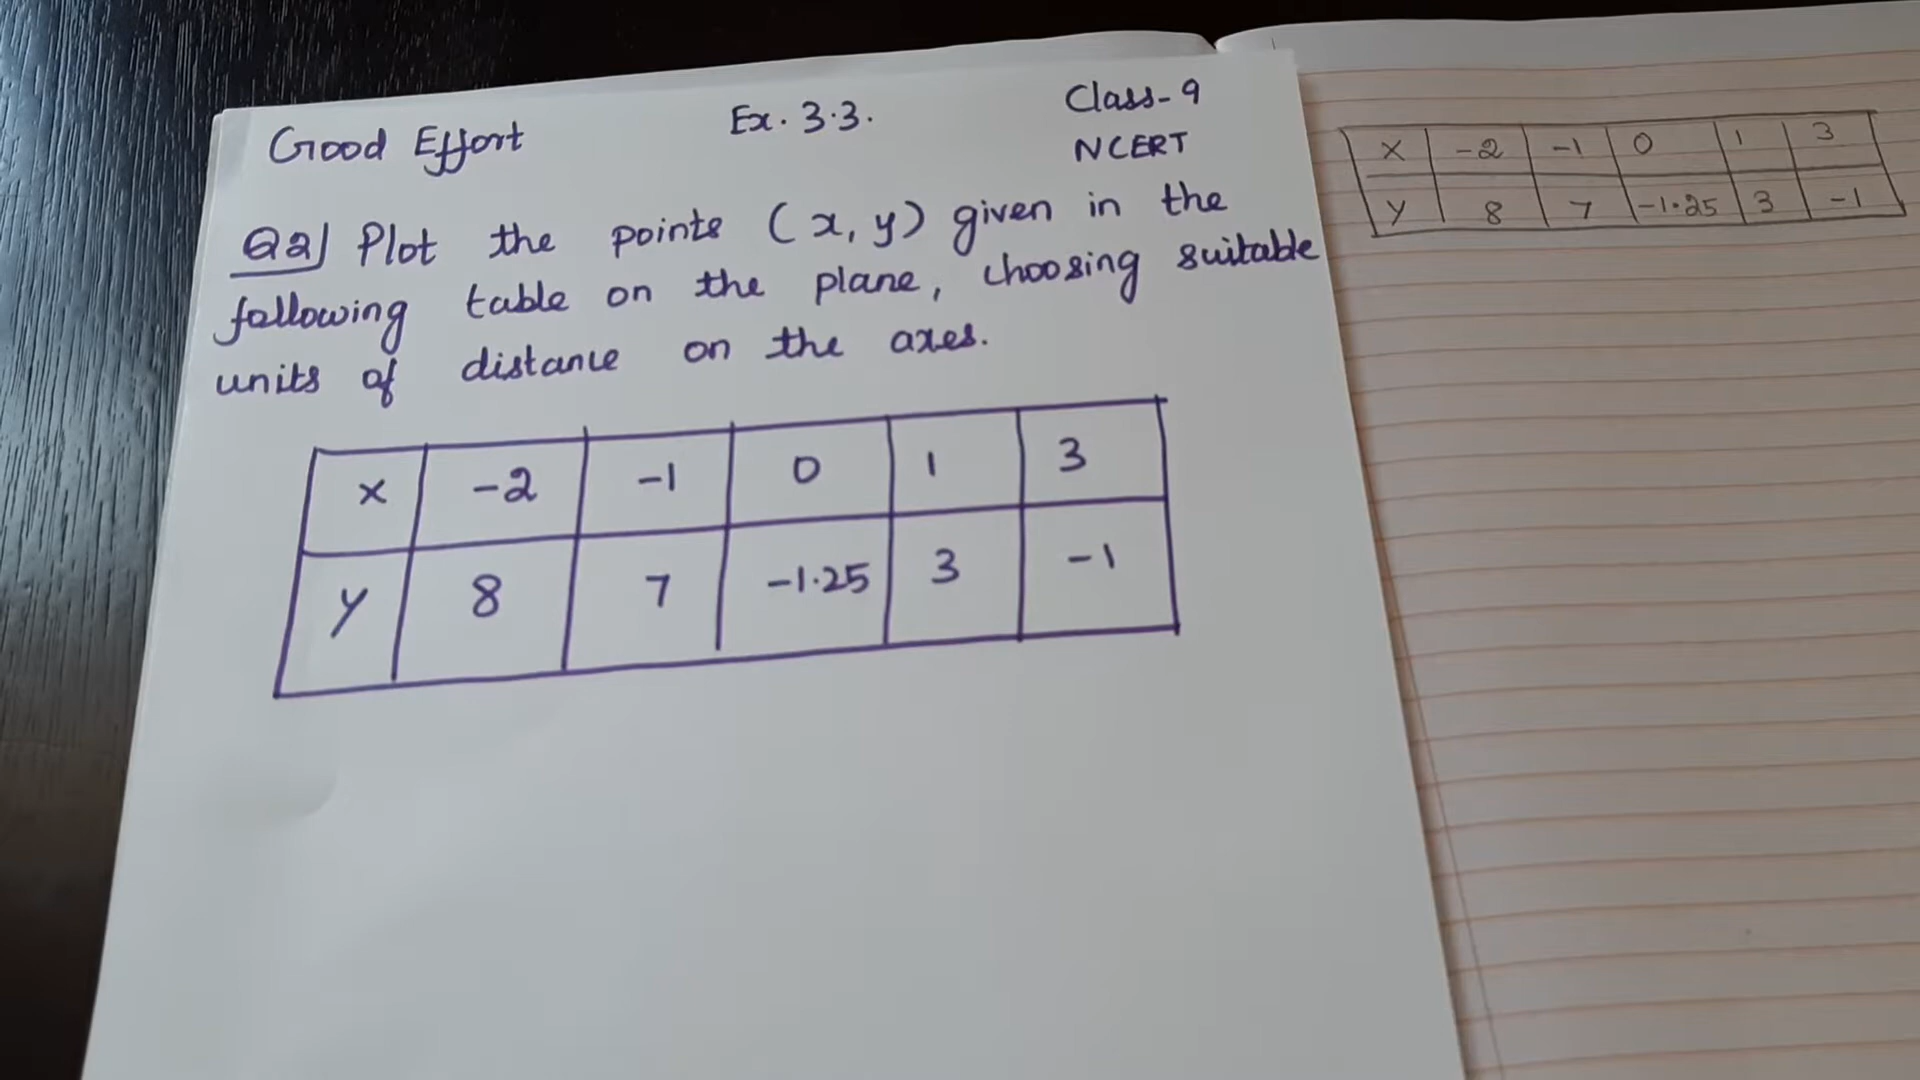 Good Effort Ex. 3.3. Class-9
NCERT
Q2) Plot the points (x, y) given in the
following table on the plane, choosing suitable
units of distance on the axes.
x -2 -1 0 1 3
y 8 7 -1.25 3 -1
x -2 -1 0 1 3
y 8 7 -1.25 3 -1